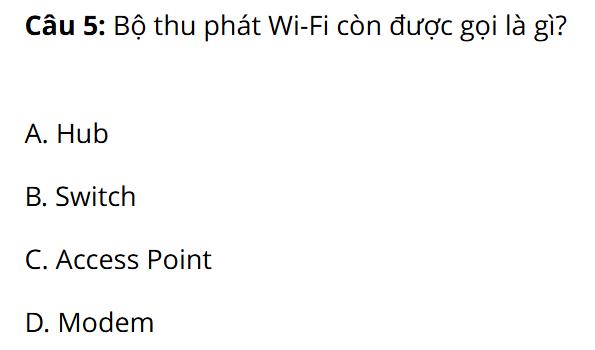 Câu 5: Bộ thu phát Wi-Fi còn được gọi là gì?
A. Hub
B. Switch
C. Access Point
D. Modem